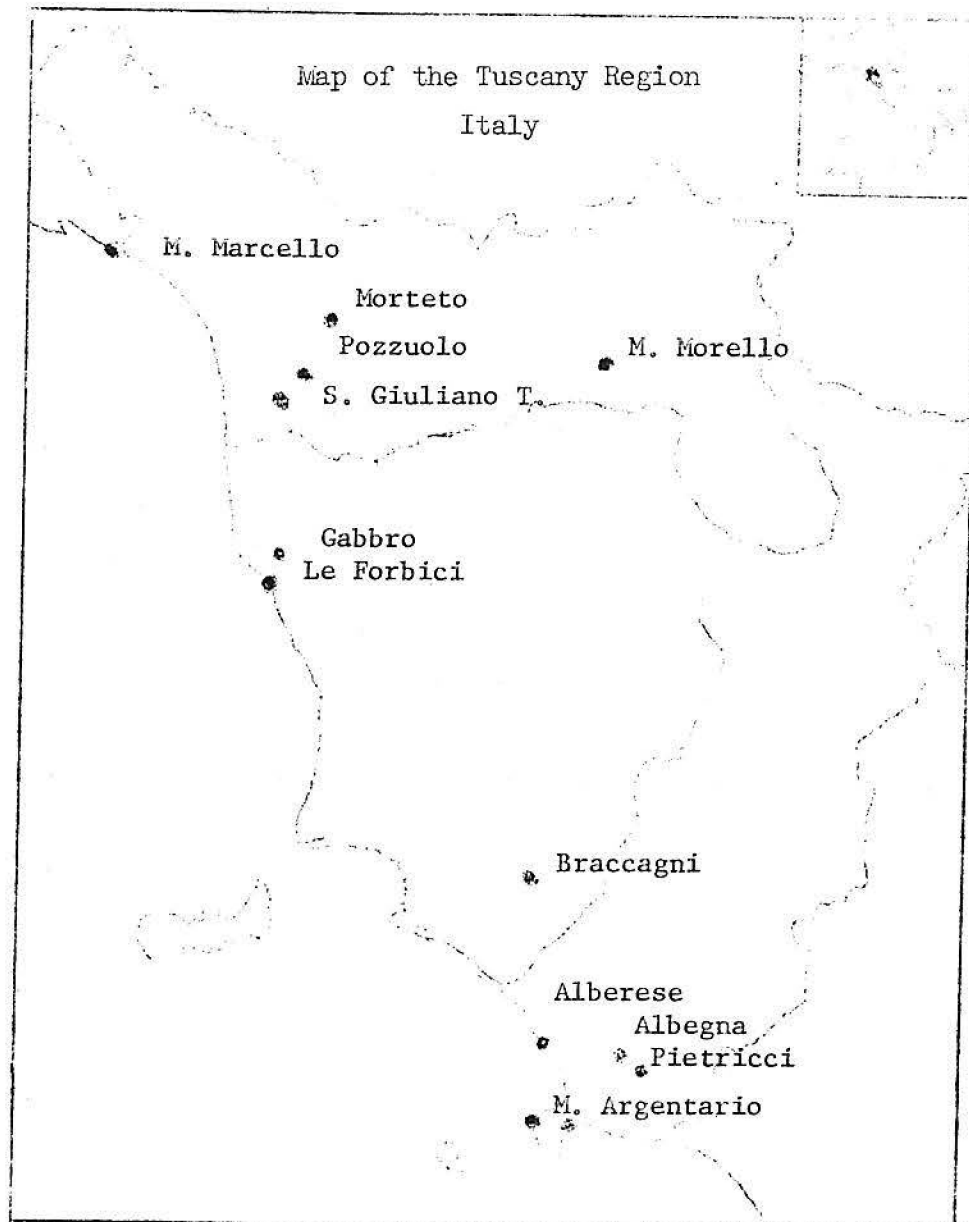 Map of the Tuscany Region
Italy
M. Marcello
Morteto
Pozzuolo
M. Morello
S. Giuliano T.
Gabbro
Le Forbici
Braccagni
Alberese
Albegna
Pietricci
M. Argentario